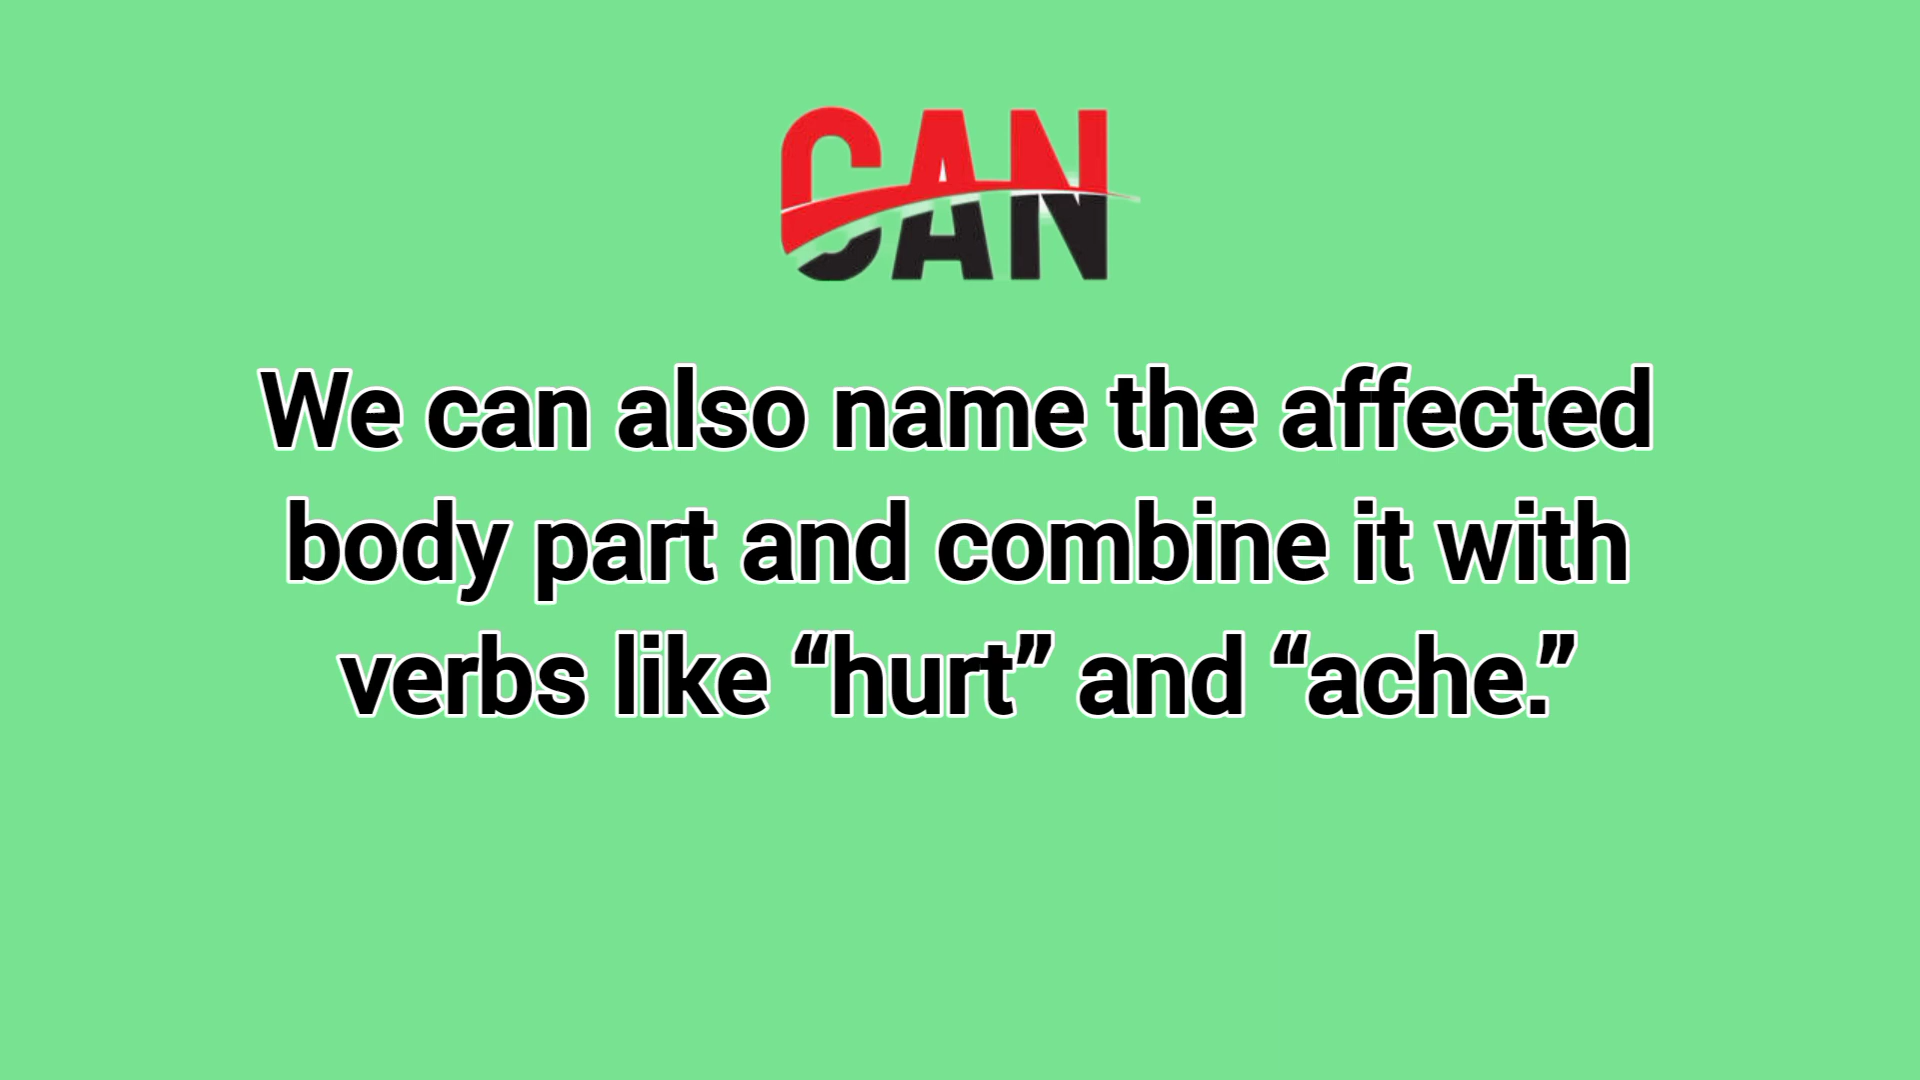 CAN
We can also name the affected
body part and combine it with
verbs like “hurt” and “ache.”